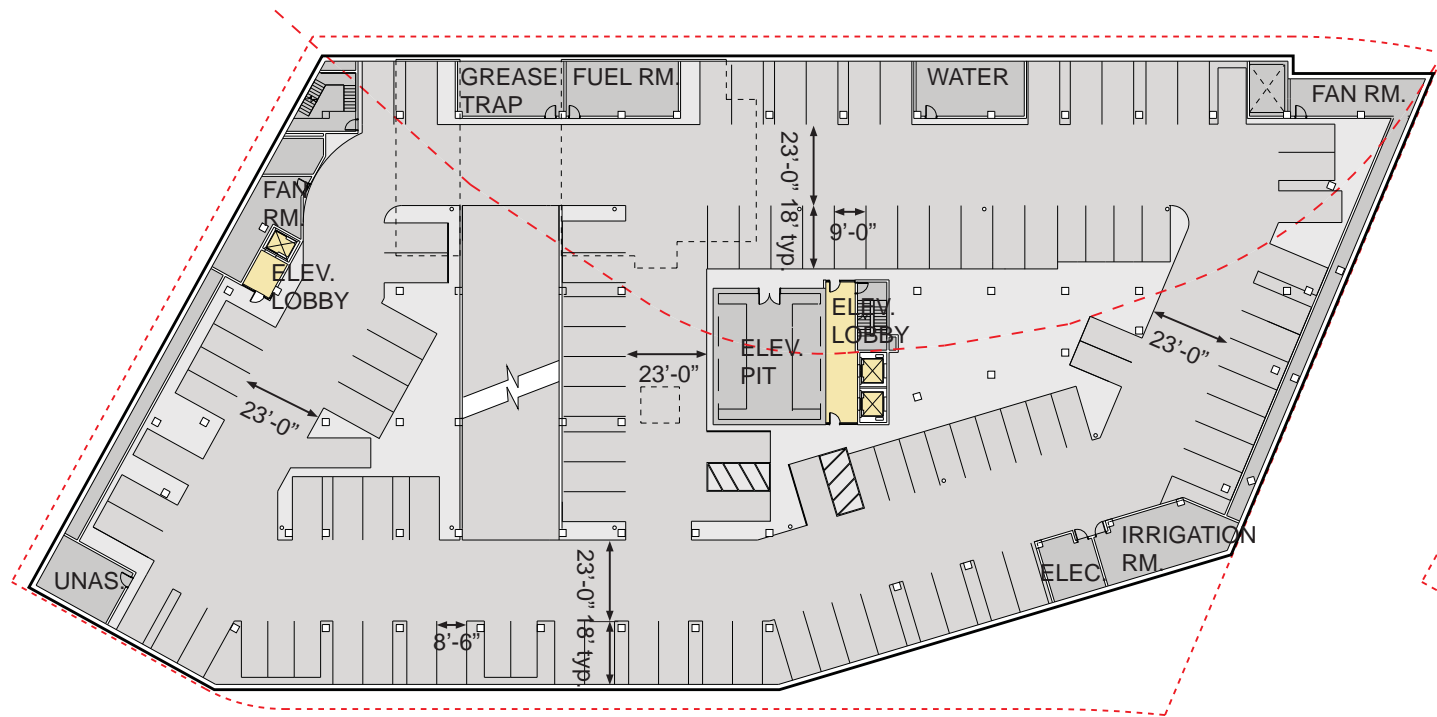 GREASE
TRAP
FUEL RM.
WATER
FAN RM.
23'-0"
18' typ.
9'-0"
FAN
RM.
ELEV.
LOBBY
ELEV.
LOBBY
ELEV.
PIT
23'-0"
23'-0"
23'-0"
IRRIGATION
RM.
ELEC.
UNAS.
23'-0"
18' typ.
8'-6"